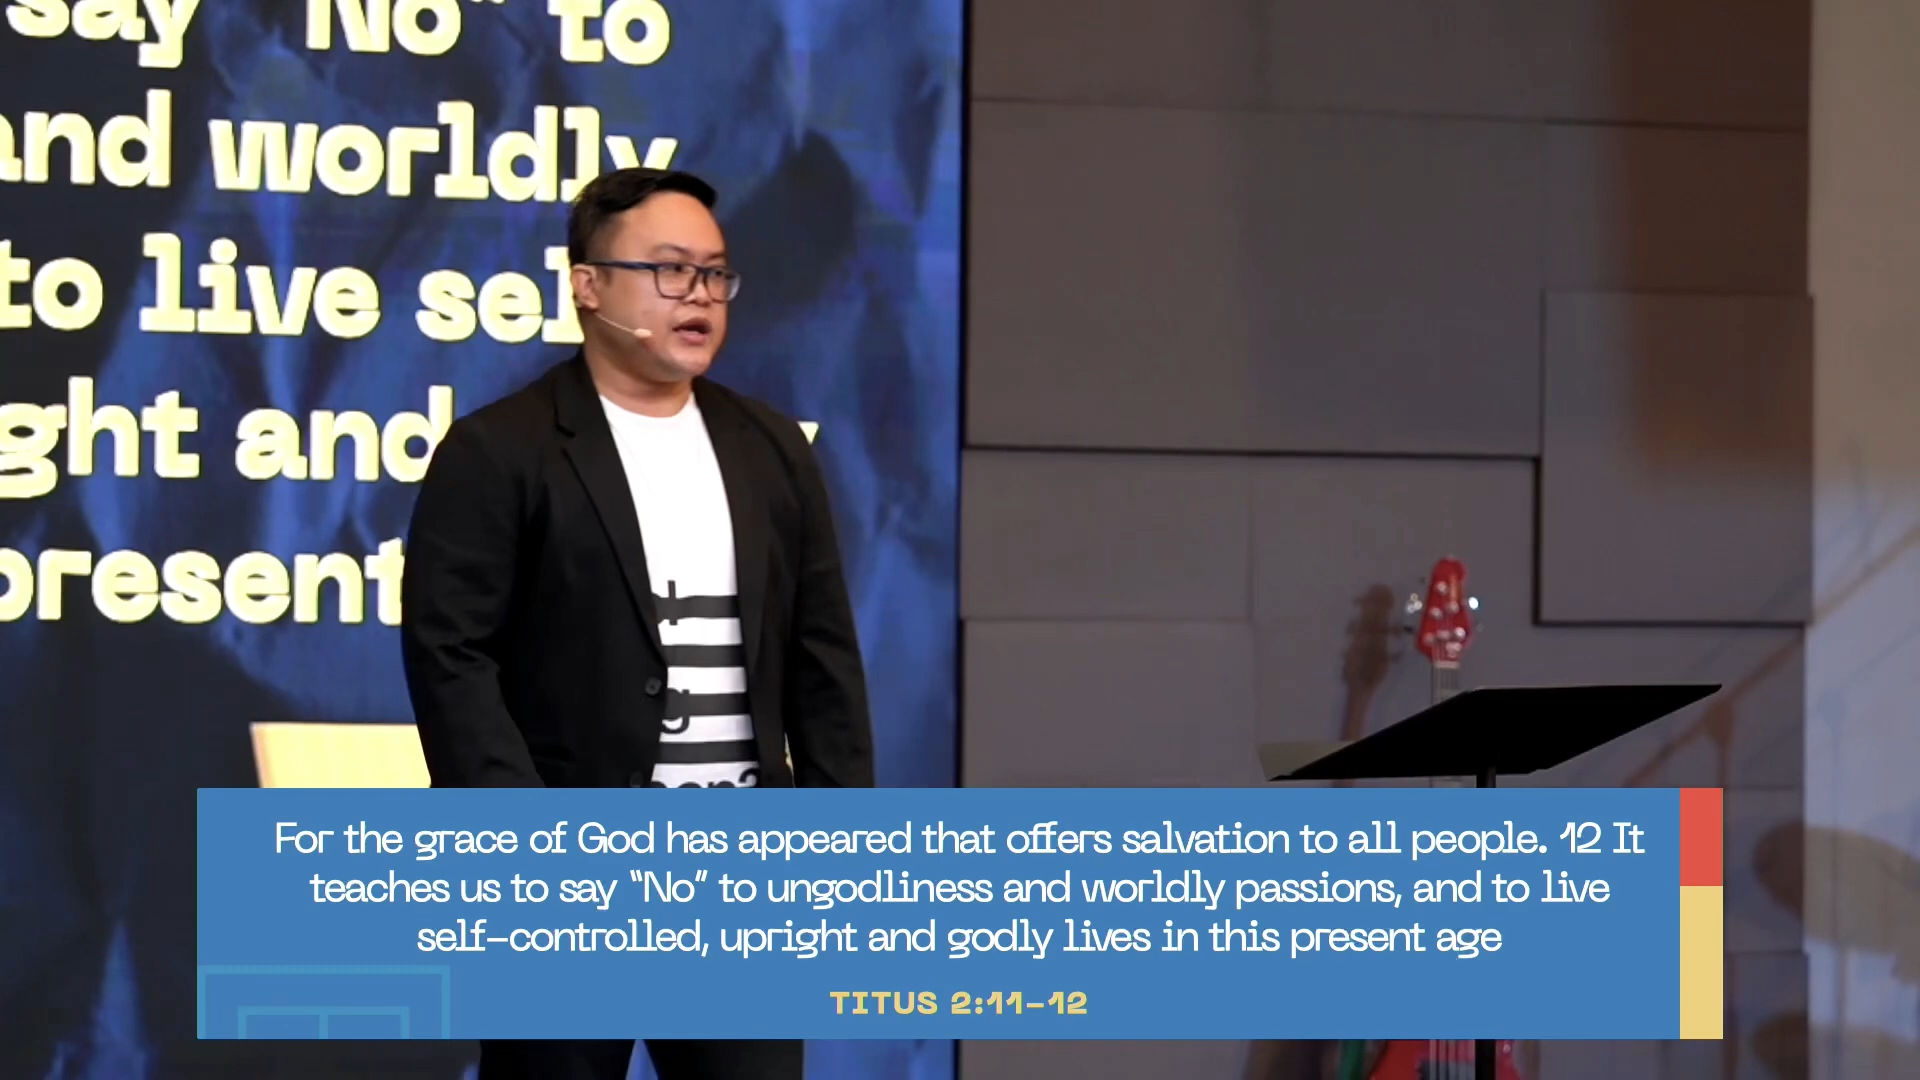 say “No” to
and worldly
to live sel
ght and
present
For the grace of God has appeared that offers salvation to all people. 12 It
teaches us to say “No” to ungodliness and worldly passions, and to live
self-controlled, upright and godly lives in this present age
TITUS 2:11-12